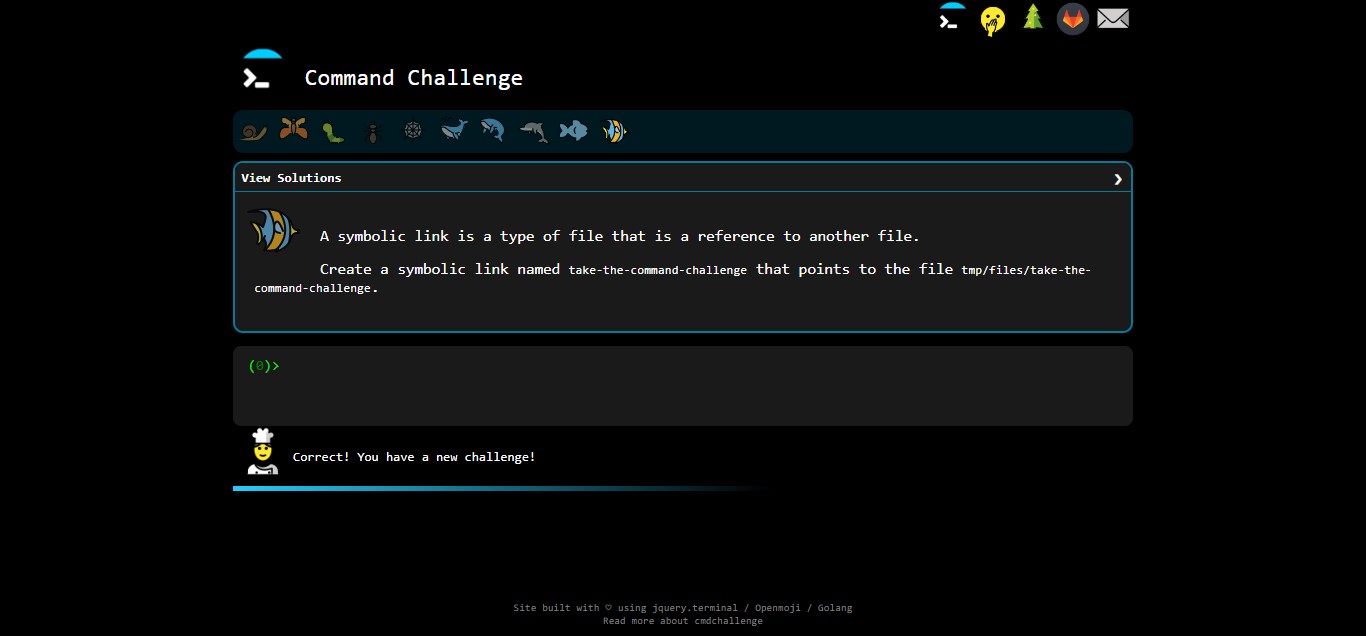 Command Challenge
View Solutions
A symbolic link is a type of file that is a reference to another file.
Create a symbolic link named take-the-command-challenge that points to the file tmp/files/take-the-
command-challenge.
(0)>
Correct! You have a new challenge!
Site built with ♡ using jquery.terminal / Openmoji / Golang
Read more about cmdchallenge